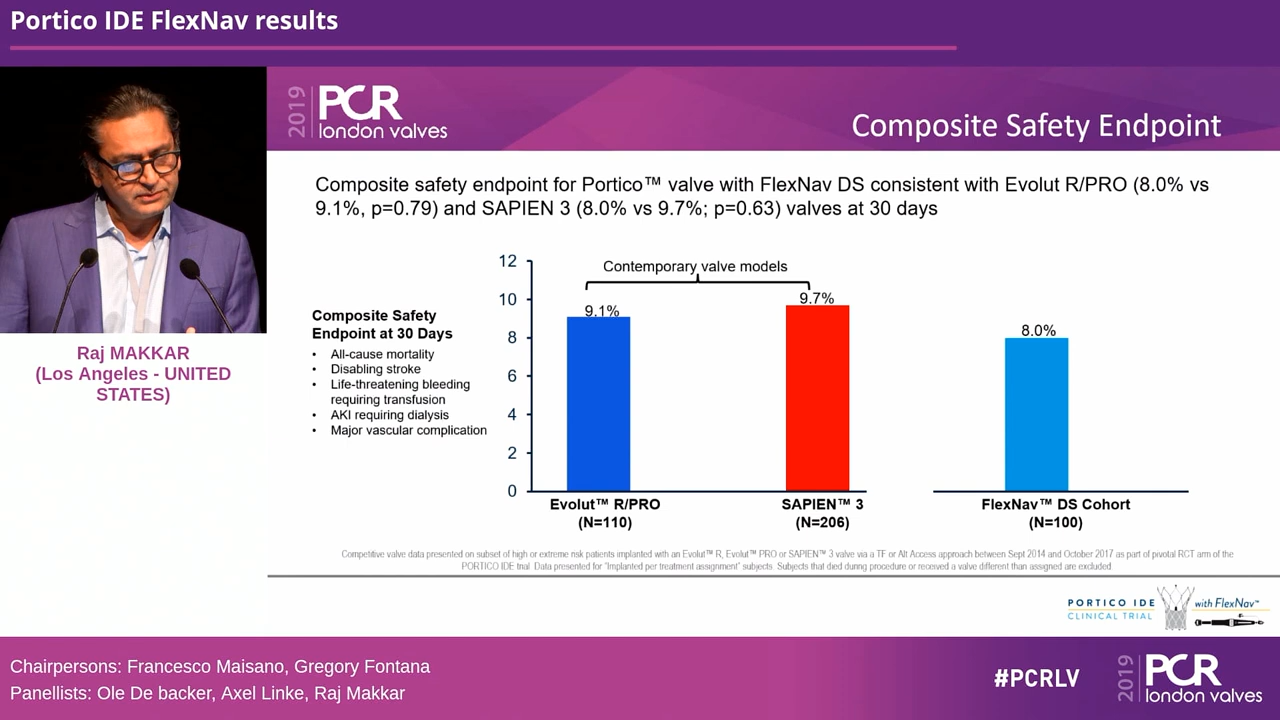 Portico IDE FlexNav results
2019
PCR
london valves
Composite Safety Endpoint
Composite safety endpoint for Portico™ valve with FlexNav DS consistent with Evolut R/PRO (8.0% vs
9.1%, p=0.79) and SAPIEN 3 (8.0% vs 9.7%; p=0.63) valves at 30 days
Composite Safety
Endpoint at 30 Days
• All-cause mortality
• Disabling stroke
• Life-threatening bleeding
requiring transfusion
• AKI requiring dialysis
• Major vascular complication
12
10
8
6
4
2
0
Contemporary valve models
9.1%
9.7%
8.0%
Evolut™ R/PRO
(N=110)
SAPIEN™ 3
(N=206)
FlexNav™ DS Cohort
(N=100)
Competitive valve data presented on subset of high or extreme risk patients implanted with an Evolut™ R, Evolut™ PRO or SAPIEN™ 3 valve via a TF or Alt Access approach between Sept 2014 and October 2017 as part of pivotal RCT arm of the
PORTICO IDE trial. Data presented for "Implanted per treatment assignment" subjects. Subjects that died during procedure or received a valve different than assigned are excluded
PORTICO IDE
CLINICAL TRIAL
with FlexNav™
Raj MAKKAR
(Los Angeles - UNITED
STATES)
Chairpersons: Francesco Maisano, Gregory Fontana
Panellists: Ole De backer, Axel Linke, Raj Makkar
#PCRLV
2019
PCR
london valves